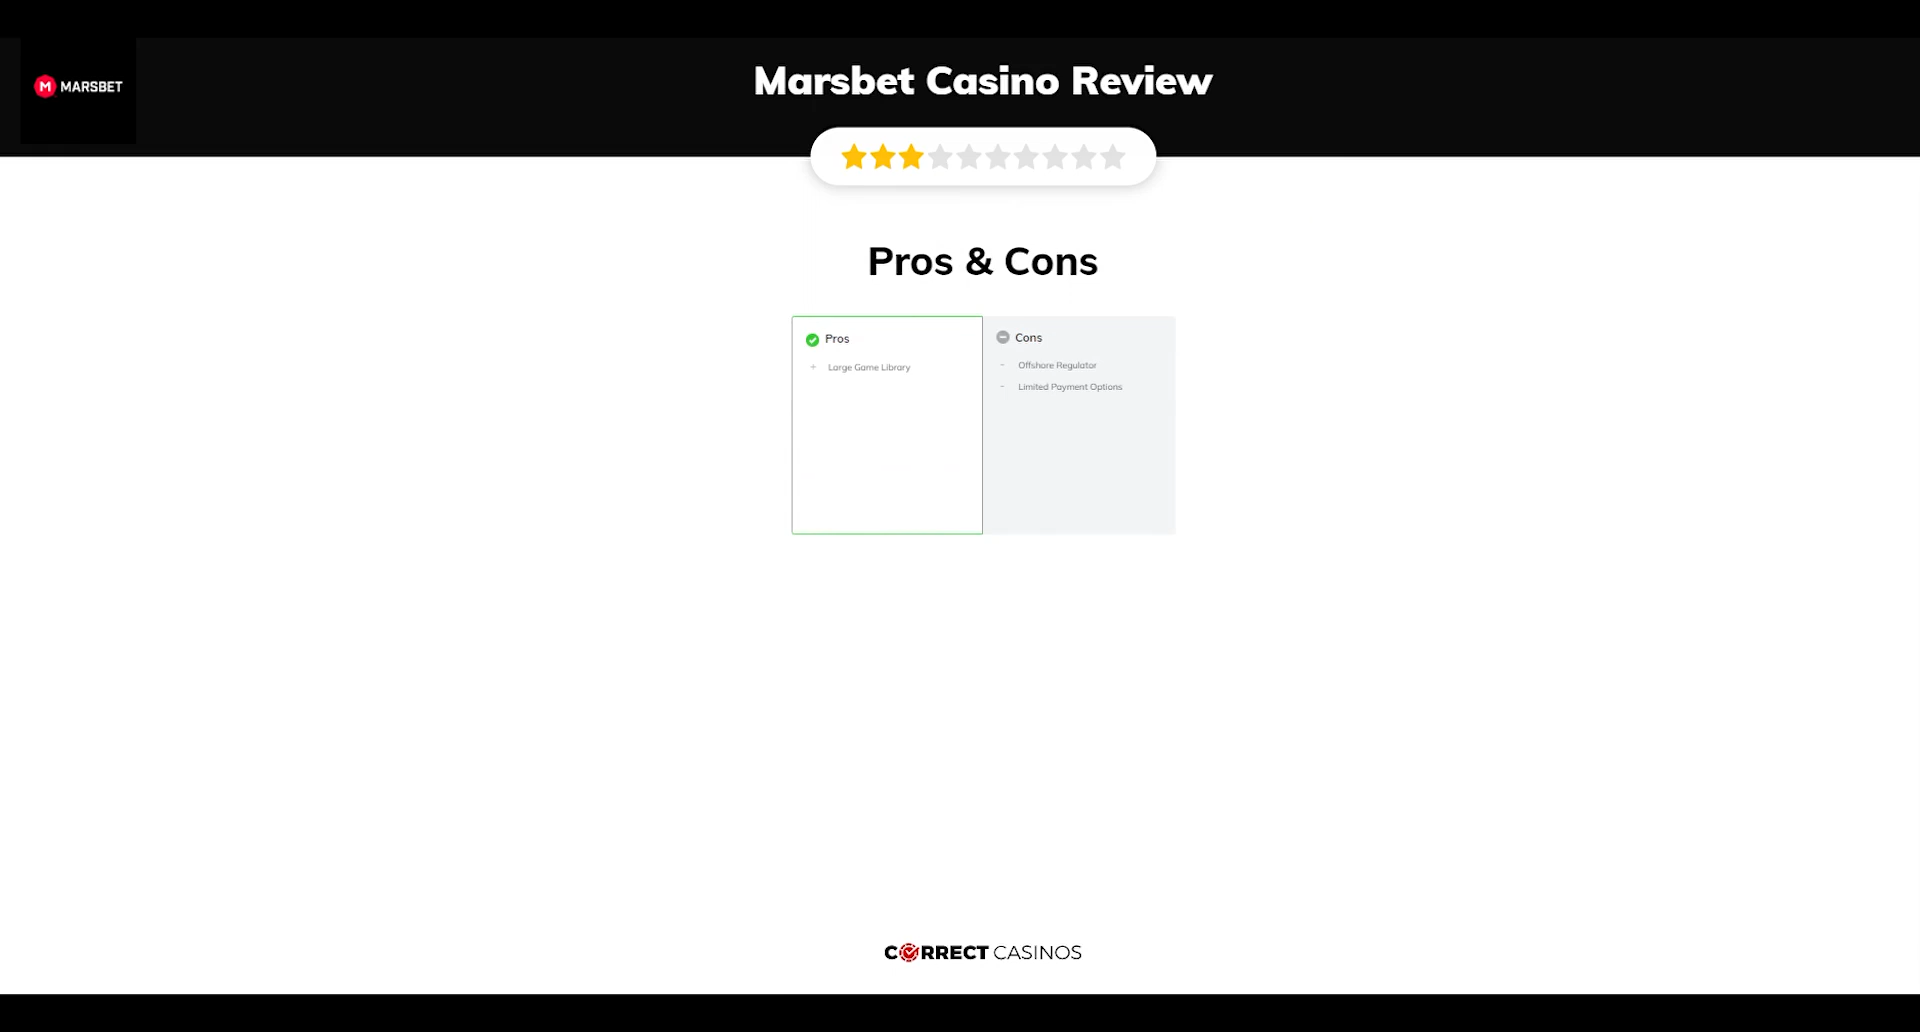 M MARSBET
Marsbet Casino Review
Pros & Cons
Pros
+ Large Game Library
Cons
- Offshore Regulator
- Limited Payment Options
CORRECT CASINOS